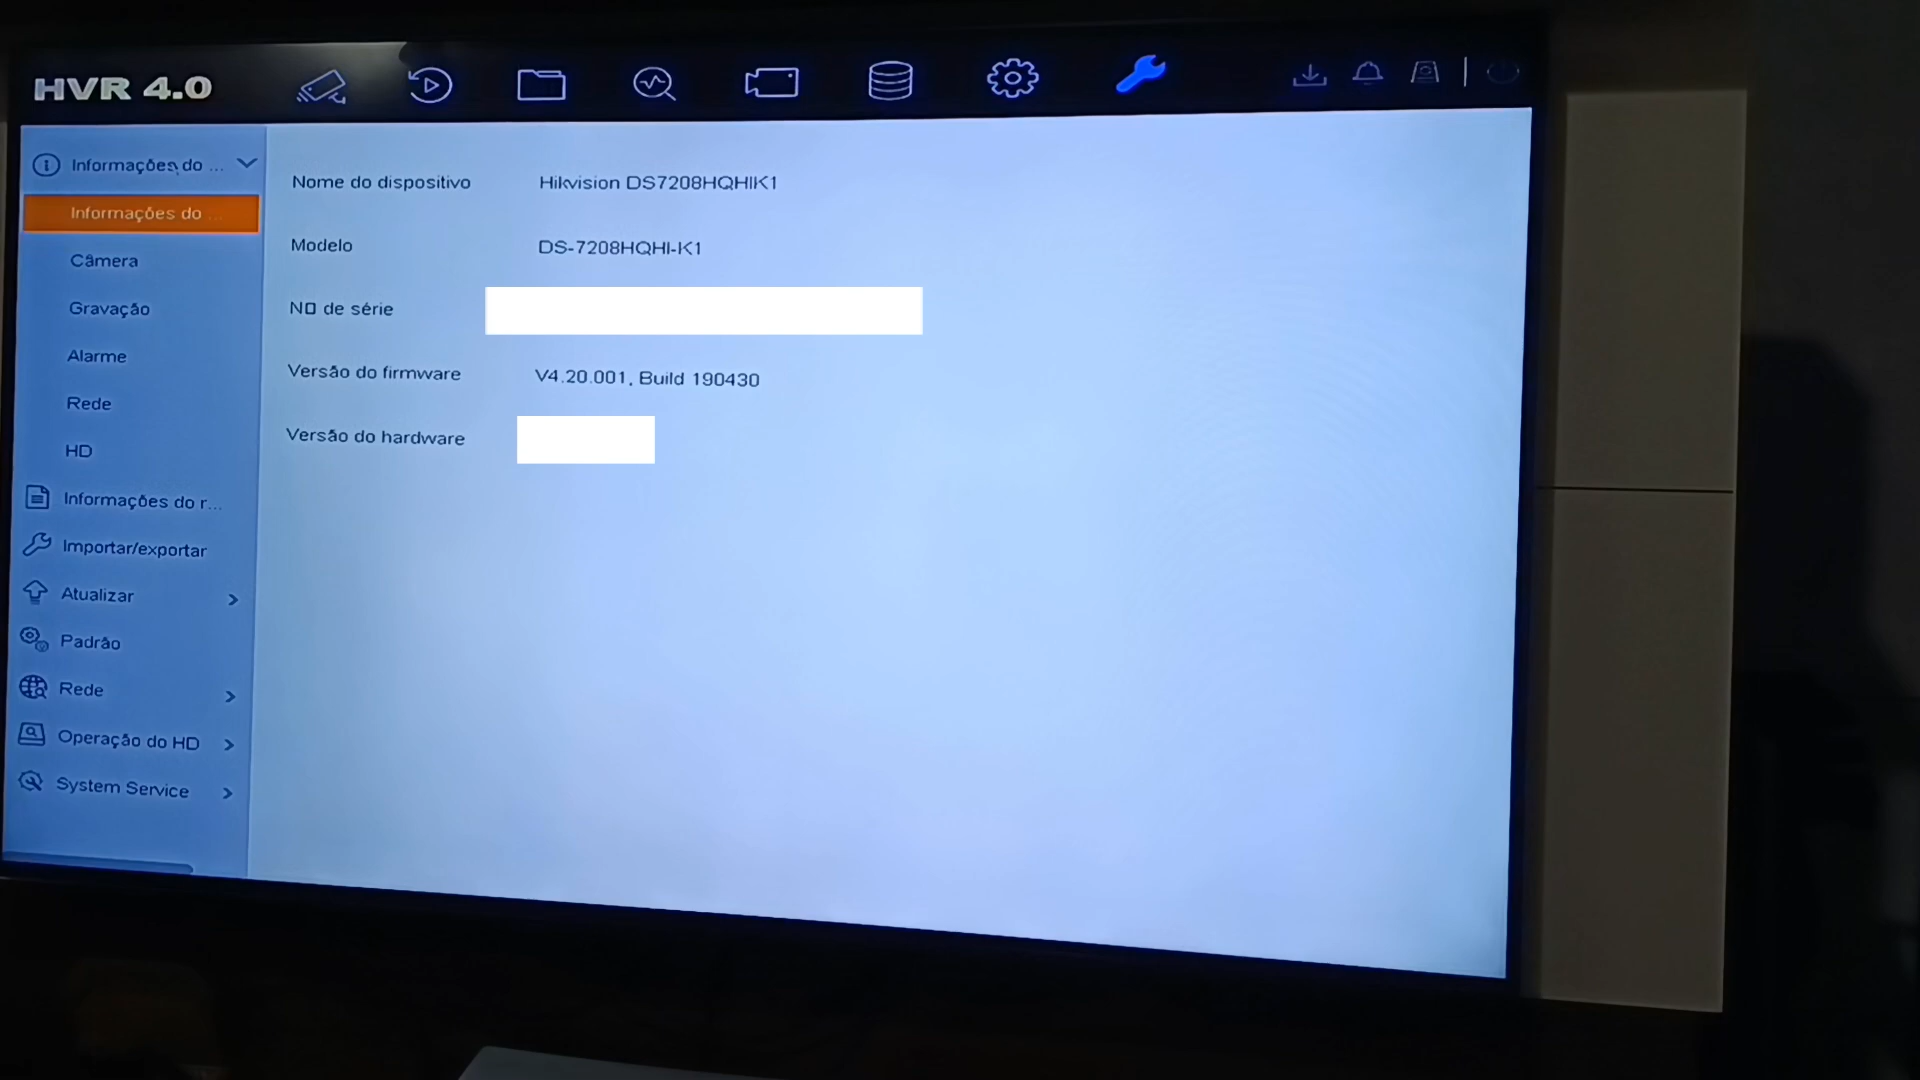 HVR 4.0
Informações do ...
Informações do ...
Câmera
Gravação
Alarme
Rede
HD
Informações do r...
Importar/exportar
Atualizar
Padrão
Rede
Operação do HD
System Service
Nome do dispositivo Hikvision DS7208HQHIK1
Modelo DS-7208HQHI-K1
N□ de série
Versão do firmware V4.20.001, Build 190430
Versão do hardware